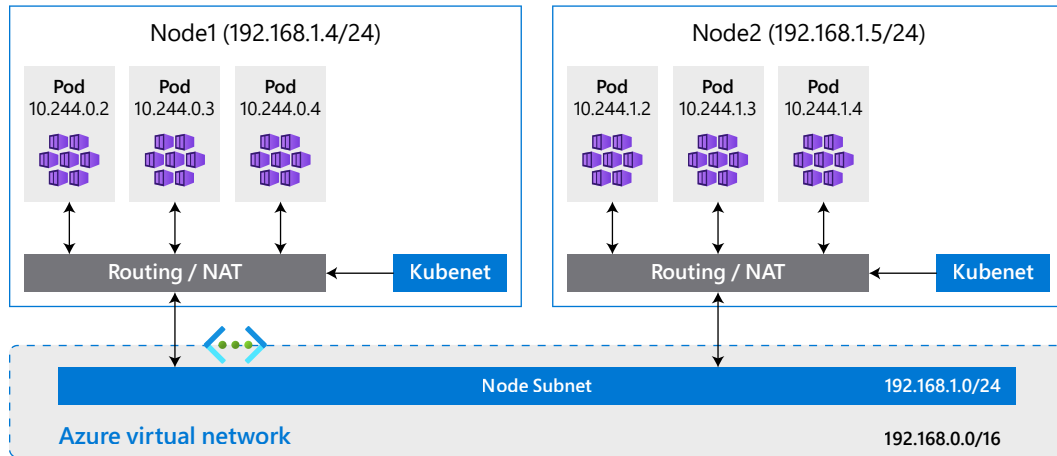 Node1 (192.168.1.4/24)
Pod
10.244.0.2
Pod
10.244.0.3
Pod
10.244.0.4
Routing / NAT
Kubenet
Node2 (192.168.1.5/24)
Pod
10.244.1.2
Pod
10.244.1.3
Pod
10.244.1.4
Routing / NAT
Kubenet
Node Subnet
192.168.1.0/24
Azure virtual network
192.168.0.0/16